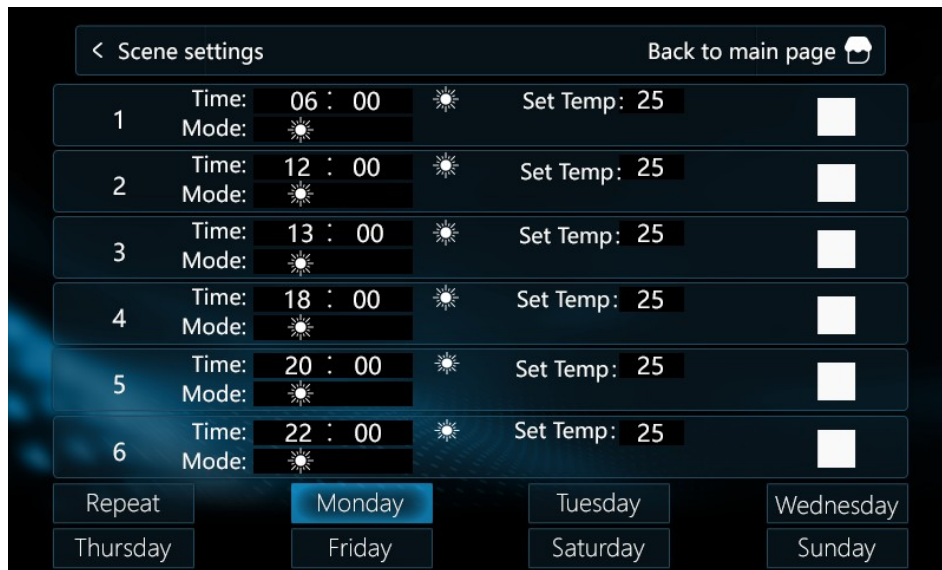 < Scene settings Back to main page
1 Time: 06 : 00 Set Temp: 25
Mode:
2 Time: 12 : 00 Set Temp: 25
Mode:
3 Time: 13 : 00 Set Temp: 25
Mode:
4 Time: 18 : 00 Set Temp: 25
Mode:
5 Time: 20 : 00 Set Temp: 25
Mode:
6 Time: 22 : 00 Set Temp: 25
Mode:
Repeat Monday Tuesday Wednesday
Thursday Friday Saturday Sunday